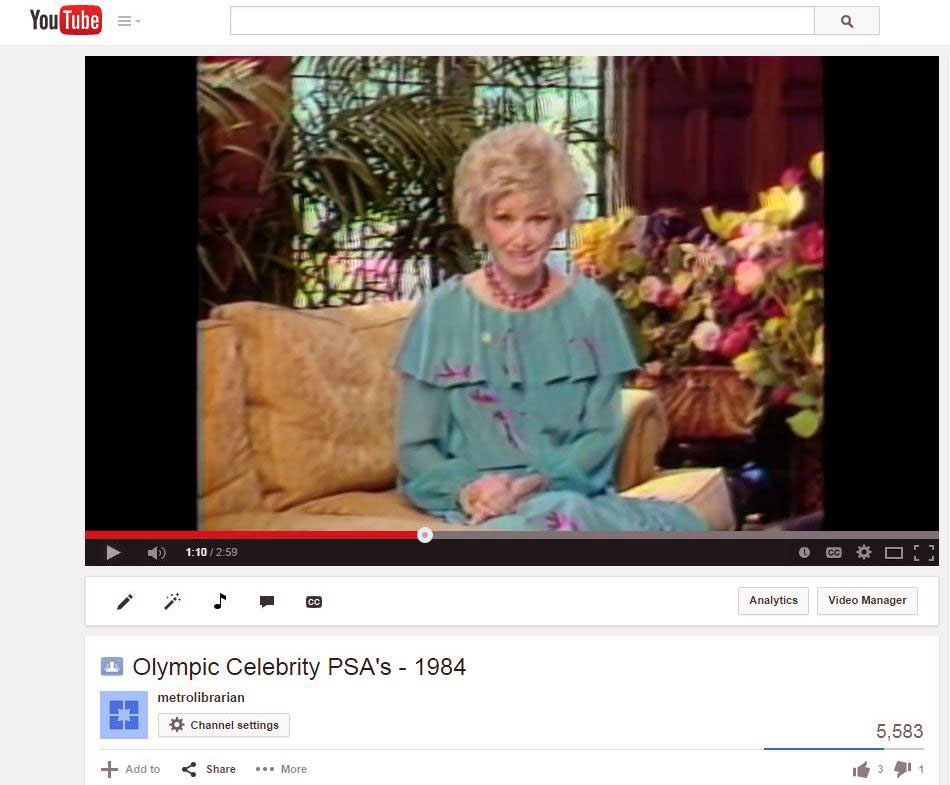 YouTube
1:10 / 2:59
CC
CC
Analytics
Video Manager
Olympic Celebrity PSA's - 1984
metrolibrarian
Channel settings
5,583
Add to
Share
More
3
1